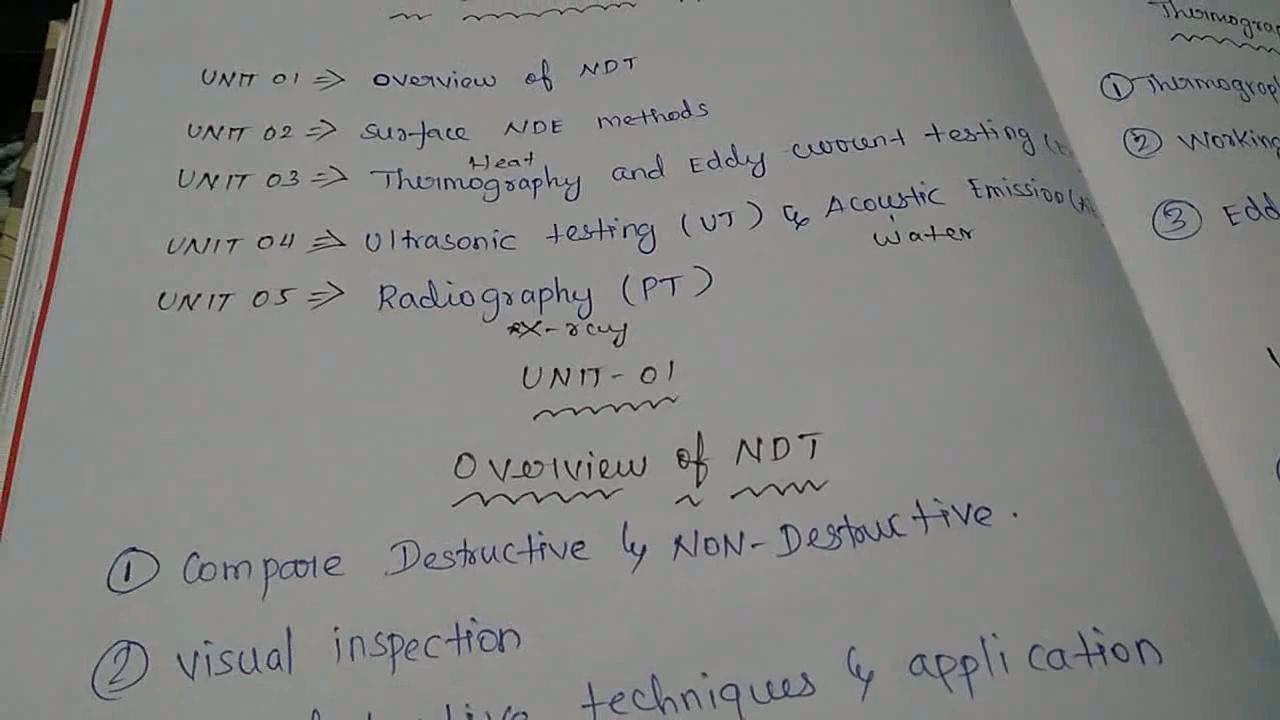 UNIT 01 => Overview of NDT
UNIT 02 => Surface NDE methods
Heat
UNIT 03 => Thermography and Eddy current testing
UNIT 04 => Ultrasonic testing (UT) & Acoustic Emission
Water
UNIT 05 => Radiography (PT)
X-ray
UNIT-01
Overview of NDT
① Compare Destructive & NON-Destructive.
② Visual inspection
techniques & application
Thermograp
① Thermograph
② Working
③ Edd